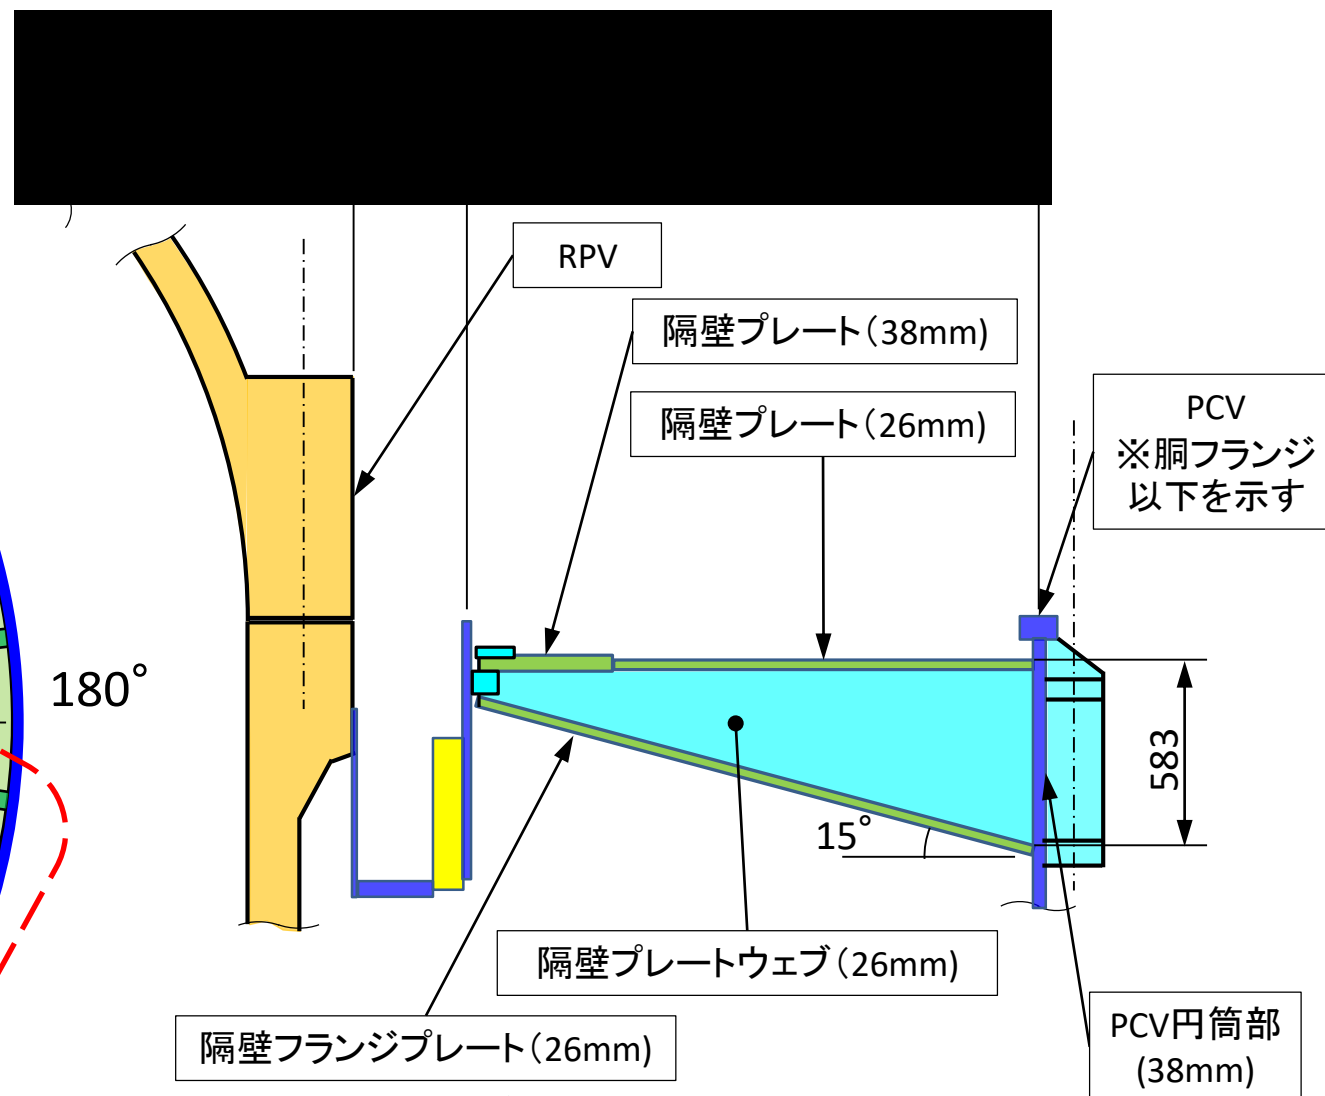 RPV
隔壁プレート(38mm)
隔壁プレート(26mm)
PCV
※胴フランジ
以下を示す
180°
583
15°
隔壁プレートウェブ(26mm)
隔壁フランジプレート(26mm)
PCV円筒部
(38mm)